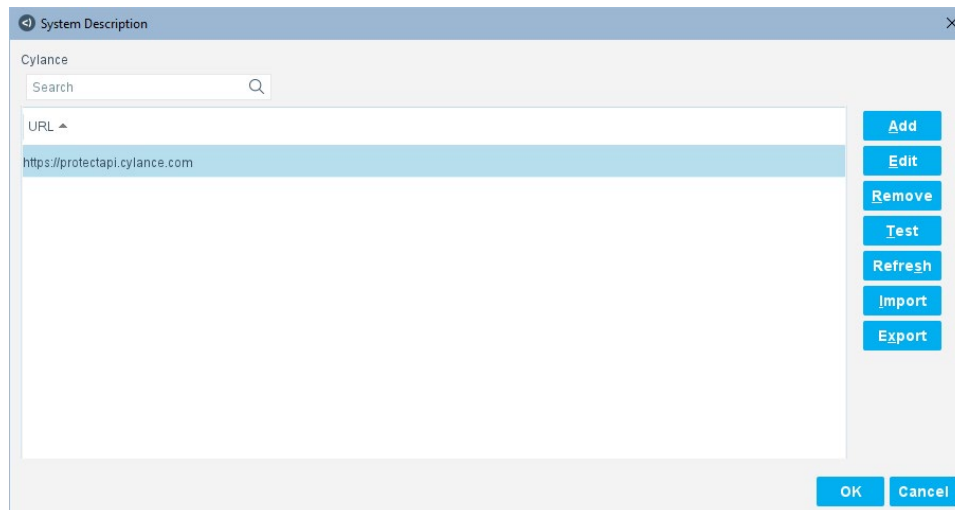 System Description
Cylance
Search
URL
https://protectapi.cylance.com
Add
Edit
Remove
Test
Refresh
Import
Export
OK
Cancel